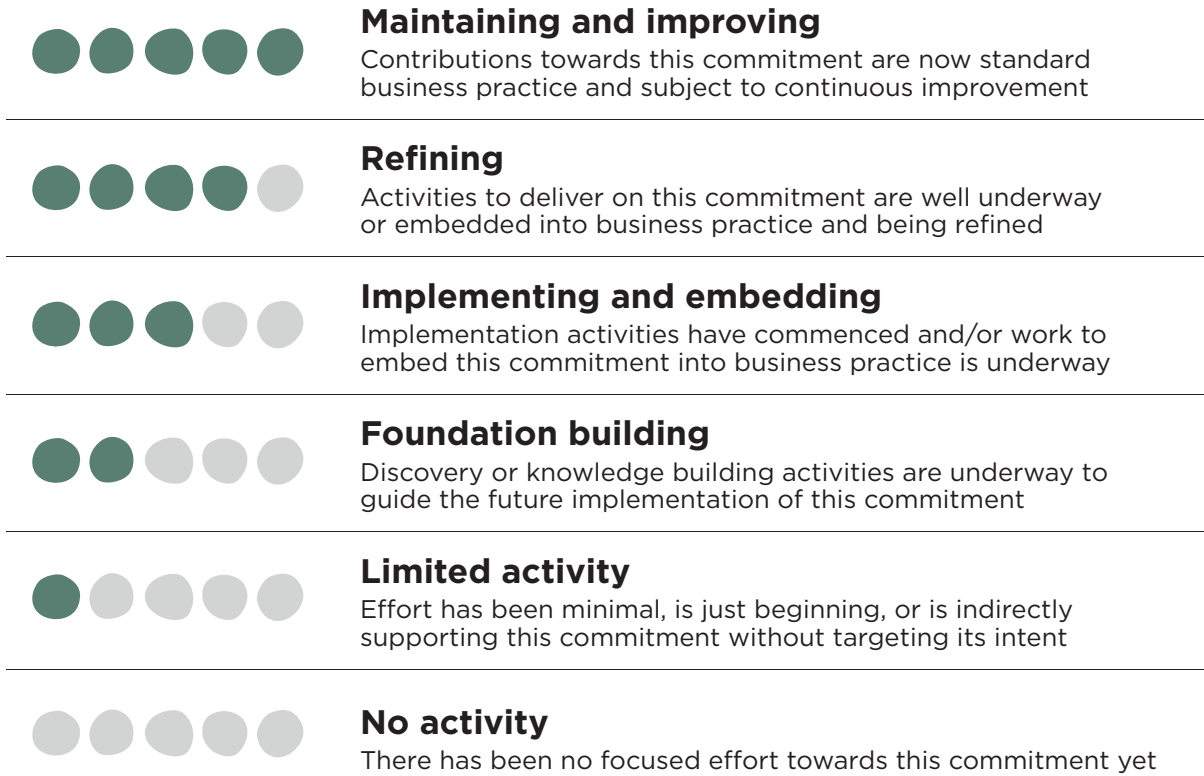 Maintaining and improving
Contributions towards this commitment are now standard
business practice and subject to continuous improvement
Refining
Activities to deliver on this commitment are well underway
or embedded into business practice and being refined
Implementing and embedding
Implementation activities have commenced and/or work to
embed this commitment into business practice is underway
Foundation building
Discovery or knowledge building activities are underway to
guide the future implementation of this commitment
Limited activity
Effort has been minimal, is just beginning, or is indirectly
supporting this commitment without targeting its intent
No activity
There has been no focused effort towards this commitment yet